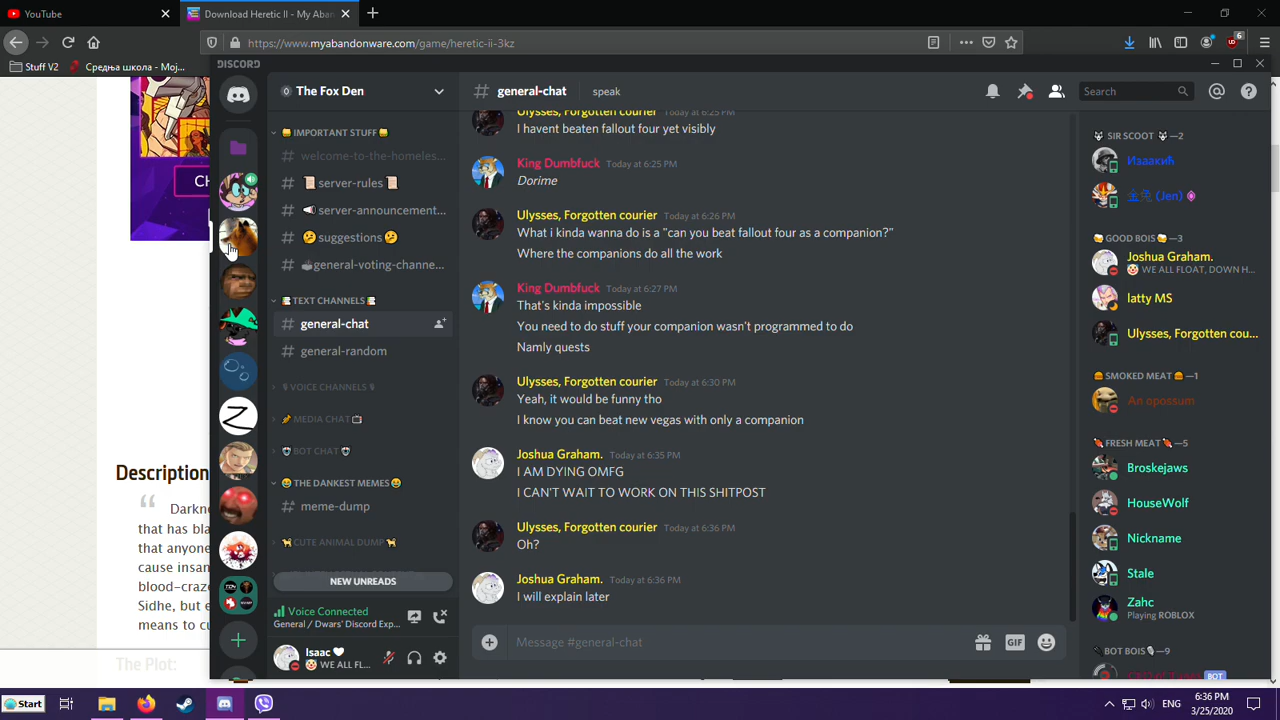 YouTube
Download Heretic II - My Aban
https://www.myabandonware.com/game/heretic-ii-3kz
6
Stuff V2
Средња школа - Moj...
DISCORD
The Fox Den
general-chat
speak
Search
IMPORTANT STUFF
welcome-to-the-homeles...
server-rules
server-announcement...
suggestions
general-voting-channe...
TEXT CHANNELS
general-chat
general-random
VOICE CHANNELS
MEDIA CHAT
BOT CHAT
THE DANKEST MEMES
meme-dump
CUTE ANIMAL DUMP
NEW UNREADS
Voice Connected
General / Dwars' Discord Exp...
Isaac
WE ALL FL...
Ulysses, Forgotten courier Today at 6:25 PM
I havent beaten fallout four yet visibly
King Dumbfuck Today at 6:25 PM
Dorime
Ulysses, Forgotten courier Today at 6:26 PM
What i kinda wanna do is a "can you beat fallout four as a companion?"
Where the companions do all the work
King Dumbfuck Today at 6:27 PM
That's kinda impossible
You need to do stuff your companion wasn't programmed to do
Namly quests
Ulysses, Forgotten courier Today at 6:30 PM
Yeah, it would be funny tho
I know you can beat new vegas with only a companion
Joshua Graham. Today at 6:35 PM
I AM DYING OMFG
I CAN'T WAIT TO WORK ON THIS SHITPOST
Ulysses, Forgotten courier Today at 6:36 PM
Oh?
Joshua Graham. Today at 6:36 PM
I will explain later
Message #general-chat
GIF
SIR SCOOT —2
Изаакић
(Jen)
GOOD BOIS —3
Joshua Graham.
WE ALL FLOAT, DOWN H...
latty MS
Ulysses, Forgotten cou...
SMOKED MEAT —1
An opossum
FRESH MEAT —5
Broskejaws
HouseWolf
Nickname
Stale
Zahc
Playing ROBLOX
BOT BOIS —9
BOT
CH
Description
Darkn
that has bla
that anyone
cause insan
blood-craze
Sidhe, but e
means to cu
The Plot:
Start
ENG
6:36 PM
3/25/2020